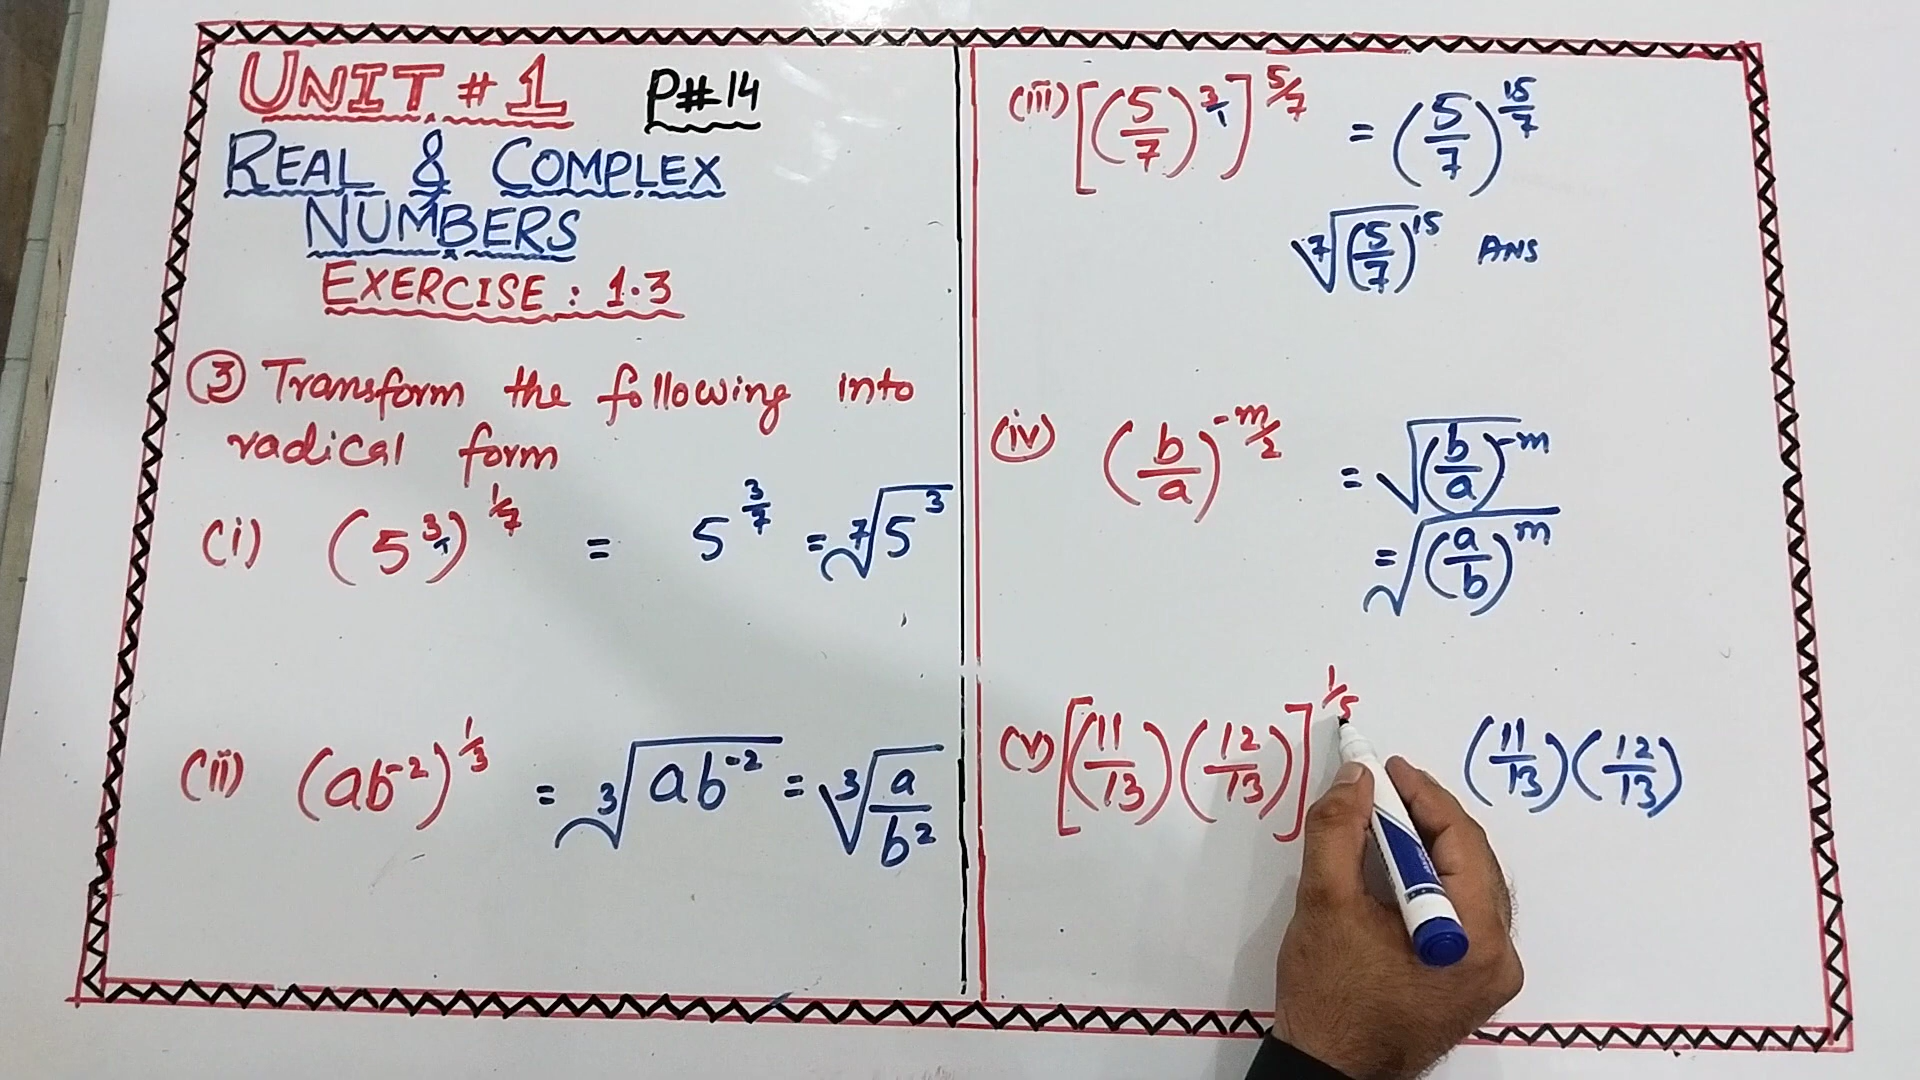 UNIT # 1 P#14
REAL & COMPLEX
NUMBERS
EXERCISE : 1.3
③ Transform the following into
radical form
(i) (5^3/1)^1/7 = 5^3/7 = ⁷√5^3
(ii) (ab^-2)^1/3 = ³√ab^-2 = ³√a/b^2
(iii) [(5/7)^3/1]^5/7 = (5/7)^15/7
⁷√(5/7)^15 ANS
(iv) (b/a)^-m/2 = √(b/a)^-m
= √(a/b)^m
(v) [(11/13)(12/13)]^1/5 (11/13)(12/13)